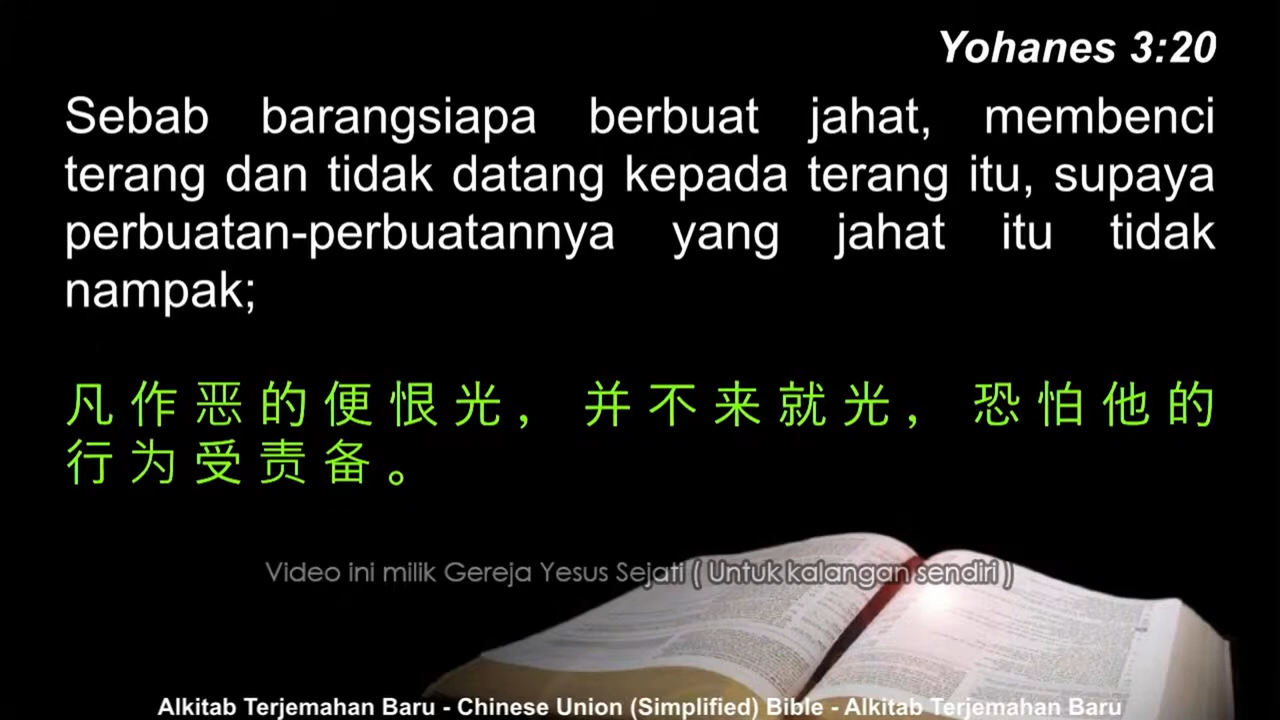 Yohanes 3:20
Sebab barangsiapa berbuat jahat, membenci
terang dan tidak datang kepada terang itu, supaya
perbuatan-perbuatannya yang jahat itu tidak
nampak;
凡作恶的便恨光，并不来就光，恐怕他的
行为受责备。
Video ini milik Gereja Yesus Sejati ( Untuk kalangan sendiri )
Alkitab Terjemahan Baru - Chinese Union (Simplified) Bible - Alkitab Terjemahan Baru